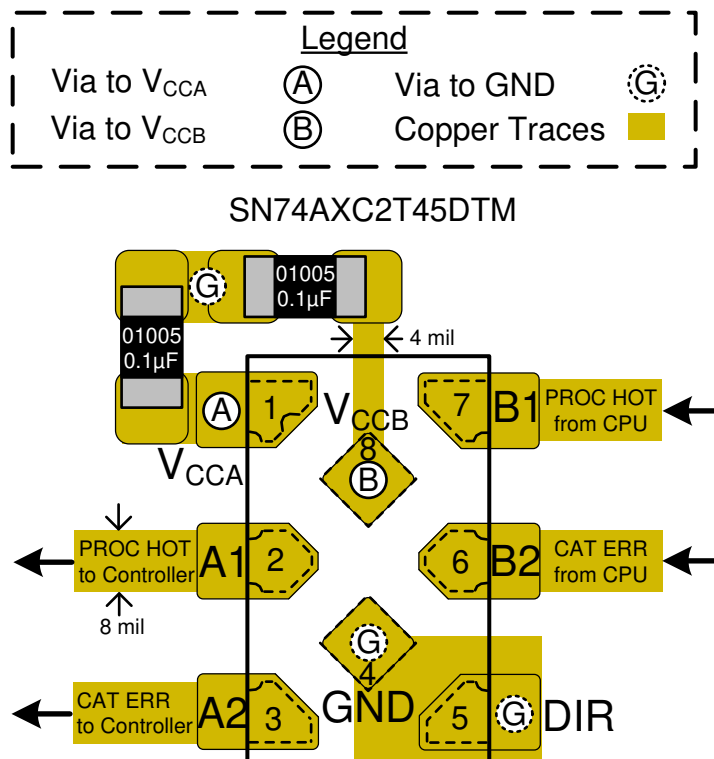 Legend
Via to VCCA A Via to GND G
Via to VCCB B Copper Traces
SN74AXC2T45DTM
G
01005
0.1µF
01005
0.1µF
4 mil
A
1
VCCA
VCCB
8
B
7
B1
PROC HOT
from CPU
PROC HOT
to Controller
A1
2
8 mil
6
B2
CAT ERR
from CPU
G
4
GND
CAT ERR
to Controller
A2
3
5
G
DIR